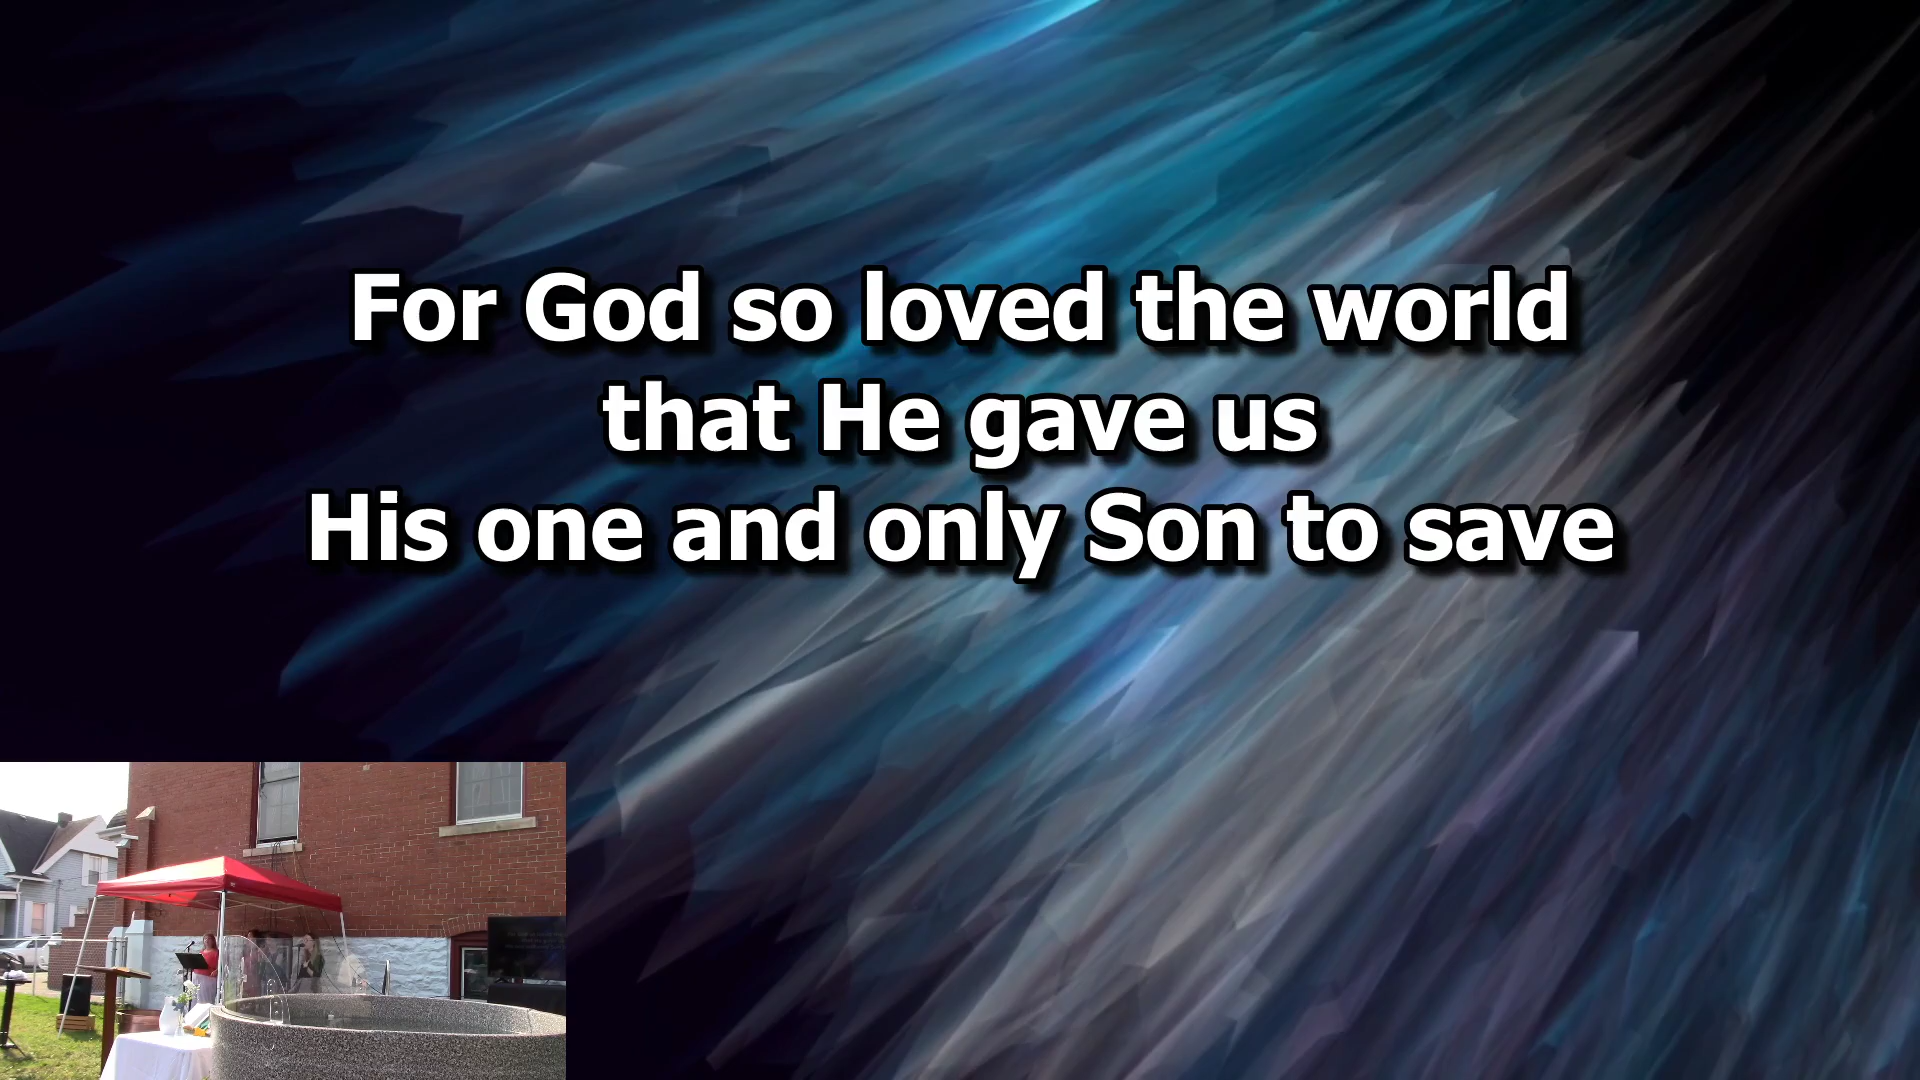 For God so loved the world
that He gave us
His one and only Son to save